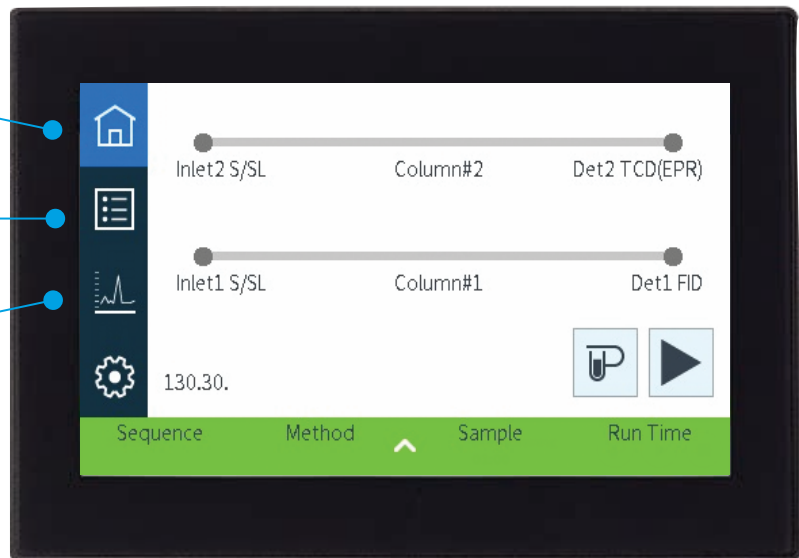 Inlet2 S/SL Column#2 Det2 TCD(EPR)
Inlet1 S/SL Column#1 Det1 FID
130.30.
Sequence Method Sample Run Time